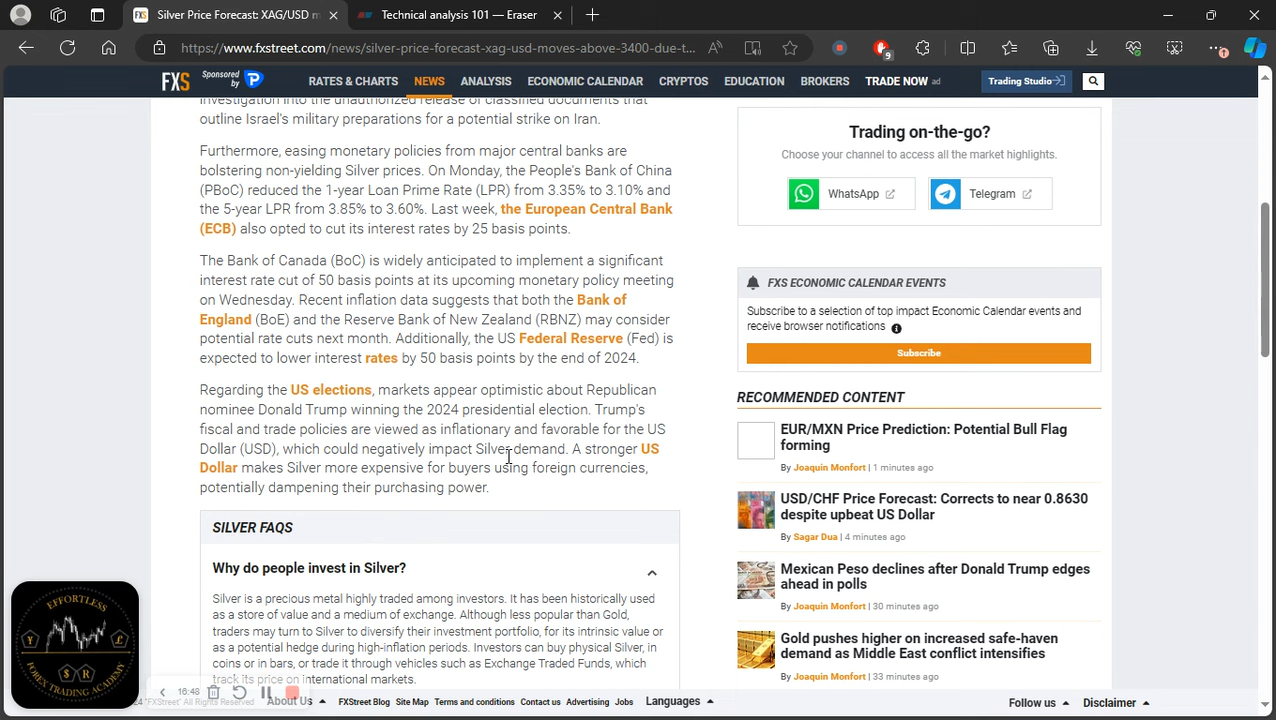 Silver Price Forecast: XAG/USD m
Technical analysis 101 — Eraser
https://www.fxstreet.com/news/silver-price-forecast-xag-usd-moves-above-3400-due-t...
9
FXS
Sponsored
by
RATES & CHARTS
NEWS
ANALYSIS
ECONOMIC CALENDAR
CRYPTOS
EDUCATION
BROKERS
TRADE NOW ad
Trading Studio
investigation into the unauthorized release of classified documents that
outline Israel's military preparations for a potential strike on Iran.
Furthermore, easing monetary policies from major central banks are
bolstering non-yielding Silver prices. On Monday, the People's Bank of China
(PBoC) reduced the 1-year Loan Prime Rate (LPR) from 3.35% to 3.10% and
the 5-year LPR from 3.85% to 3.60%. Last week, the European Central Bank
(ECB) also opted to cut its interest rates by 25 basis points.
The Bank of Canada (BoC) is widely anticipated to implement a significant
interest rate cut of 50 basis points at its upcoming monetary policy meeting
on Wednesday. Recent inflation data suggests that both the Bank of
England (BoE) and the Reserve Bank of New Zealand (RBNZ) may consider
potential rate cuts next month. Additionally, the US Federal Reserve (Fed) is
expected to lower interest rates by 50 basis points by the end of 2024.
Regarding the US elections, markets appear optimistic about Republican
nominee Donald Trump winning the 2024 presidential election. Trump's
fiscal and trade policies are viewed as inflationary and favorable for the US
Dollar (USD), which could negatively impact Silver demand. A stronger US
Dollar makes Silver more expensive for buyers using foreign currencies,
potentially dampening their purchasing power.
SILVER FAQS
Why do people invest in Silver?
Silver is a precious metal highly traded among investors. It has been historically used
as a store of value and a medium of exchange. Although less popular than Gold,
traders may turn to Silver to diversify their investment portfolio, for its intrinsic value or
as a potential hedge during high-inflation periods. Investors can buy physical Silver, in
coins or in bars, or trade it through vehicles such as Exchange Traded Funds, which
track its price on international markets.
Trading on-the-go?
Choose your channel to access all the market highlights.
WhatsApp
Telegram
FXS ECONOMIC CALENDAR EVENTS
Subscribe to a selection of top impact Economic Calendar events and
receive browser notifications
Subscribe
RECOMMENDED CONTENT
EUR/MXN Price Prediction: Potential Bull Flag
forming
By Joaquin Monfort | 1 minutes ago
USD/CHF Price Forecast: Corrects to near 0.8630
despite upbeat US Dollar
By Sagar Dua | 4 minutes ago
Mexican Peso declines after Donald Trump edges
ahead in polls
By Joaquin Monfort | 30 minutes ago
Gold pushes higher on increased safe-haven
demand as Middle East conflict intensifies
By Joaquin Monfort | 33 minutes ago
EFFORTLESS
FOREX TRADING ACADEMY
¥
£
$
R
16:48
24 "FXStreet" All Rights Reserved
About Us
FXStreet Blog
Site Map
Terms and conditions
Contact us
Advertising
Jobs
Languages
Follow us
Disclaimer